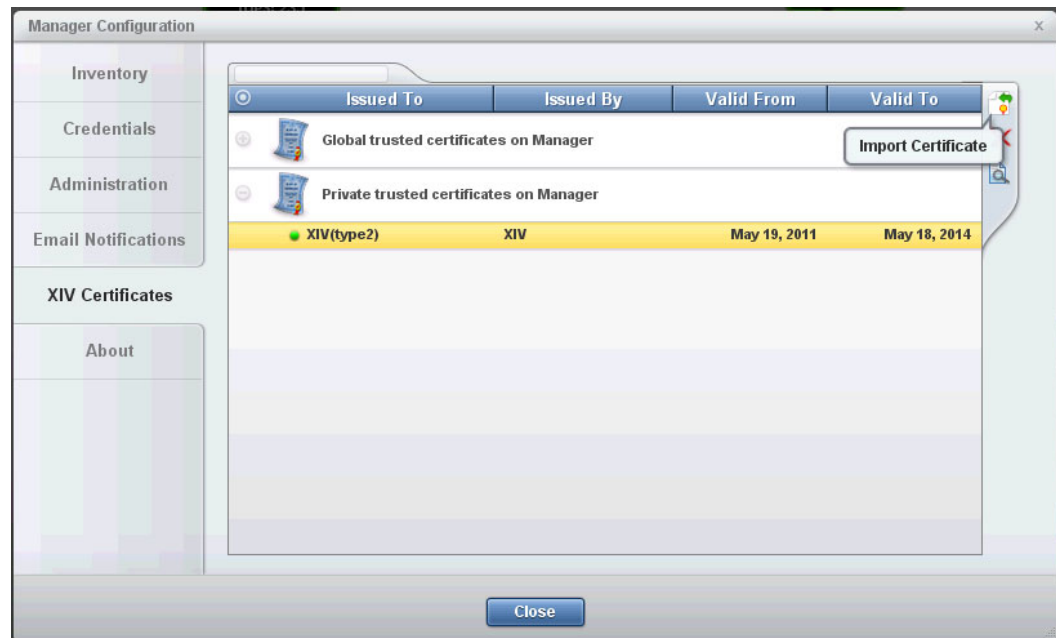 Manager Configuration
x
Inventory
Credentials
Administration
Email Notifications
XIV Certificates
About
Issued To Issued By Valid From Valid To
Global trusted certificates on Manager
Import Certificate
Private trusted certificates on Manager
XIV(type2) XIV May 19, 2011 May 18, 2014
Close